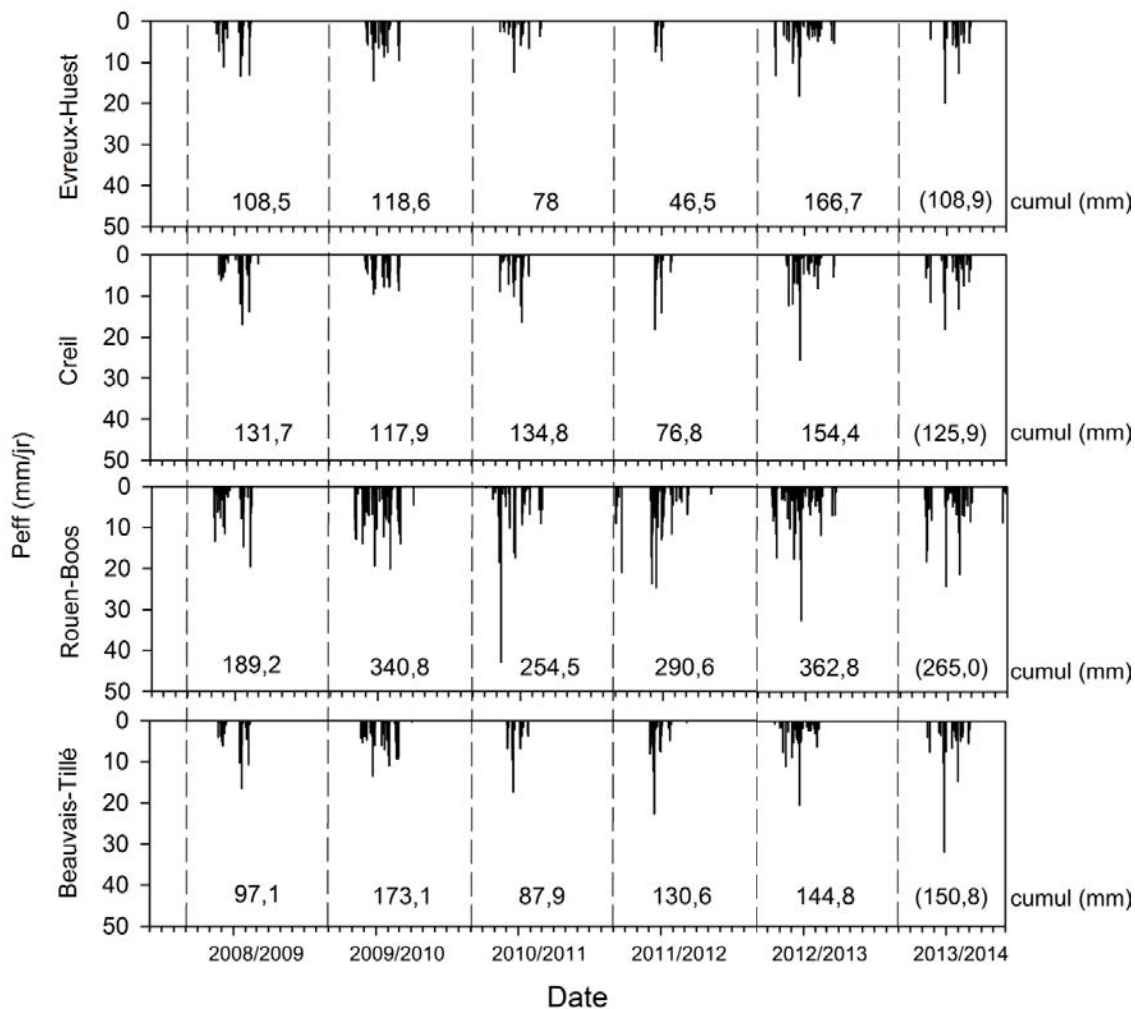 Peff (mm/jr)
Evreux-Huest
0
10
20
30
40
50
108,5 118,6 78 46,5 166,7 (108,9) cumul (mm)
Creil
0
10
20
30
40
50
131,7 117,9 134,8 76,8 154,4 (125,9) cumul (mm)
Rouen-Boos
0
10
20
30
40
50
189,2 340,8 254,5 290,6 362,8 (265,0) cumul (mm)
Beauvais-Tillé
0
10
20
30
40
50
97,1 173,1 87,9 130,6 144,8 (150,8) cumul (mm)
2008/2009 2009/2010 2010/2011 2011/2012 2012/2013 2013/2014
Date